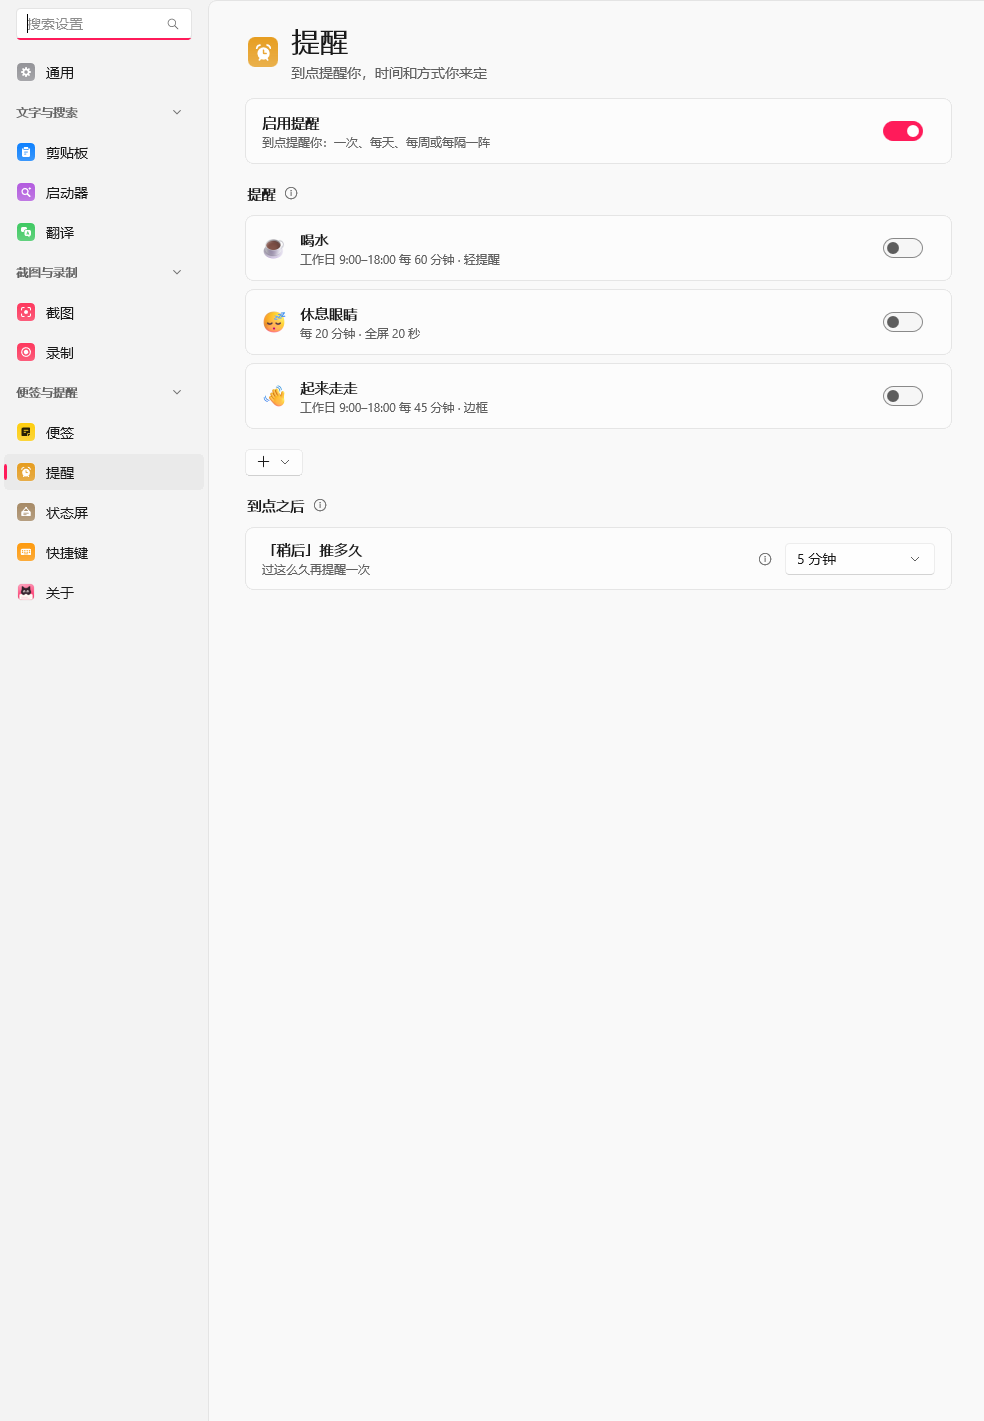 搜索设置
通用
文字与搜索
剪贴板
启动器
翻译
截图与录制
截图
录制
便签与提醒
便签
提醒
状态屏
快捷键
关于
提醒
到点提醒你，时间和方式你来定
启用提醒
到点提醒你：一次、每天、每周或每隔一阵
提醒
喝水
工作日 9:00–18:00 每 60 分钟 · 轻提醒
休息眼睛
每 20 分钟 · 全屏 20 秒
起来走走
工作日 9:00–18:00 每 45 分钟 · 边框
到点之后
「稍后」推多久
过这么久再提醒一次
5 分钟